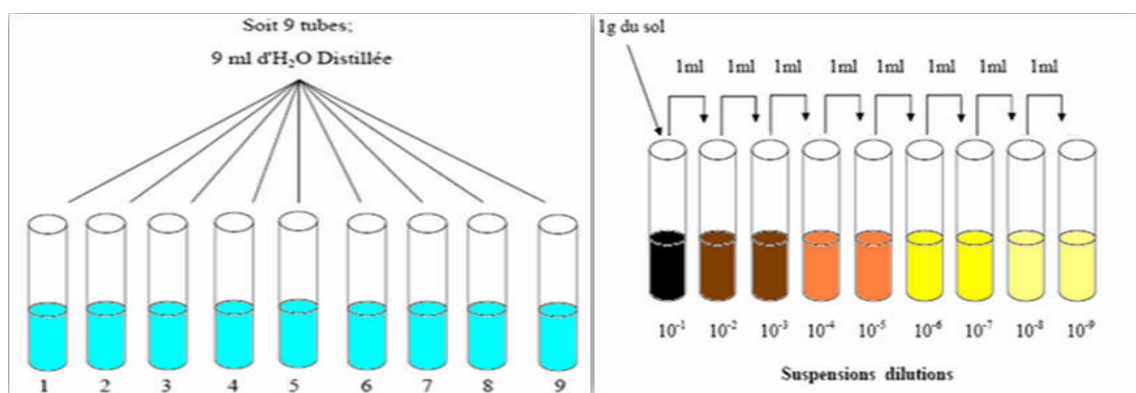 Soit 9 tubes;
9 ml d'H₂O Distillée
1 2 3 4 5 6 7 8 9
1g du sol
1ml 1ml 1ml 1ml 1ml 1ml 1ml 1ml
10⁻¹ 10⁻² 10⁻³ 10⁻⁴ 10⁻⁵ 10⁻⁶ 10⁻⁷ 10⁻⁸ 10⁻⁹
Suspensions dilutions